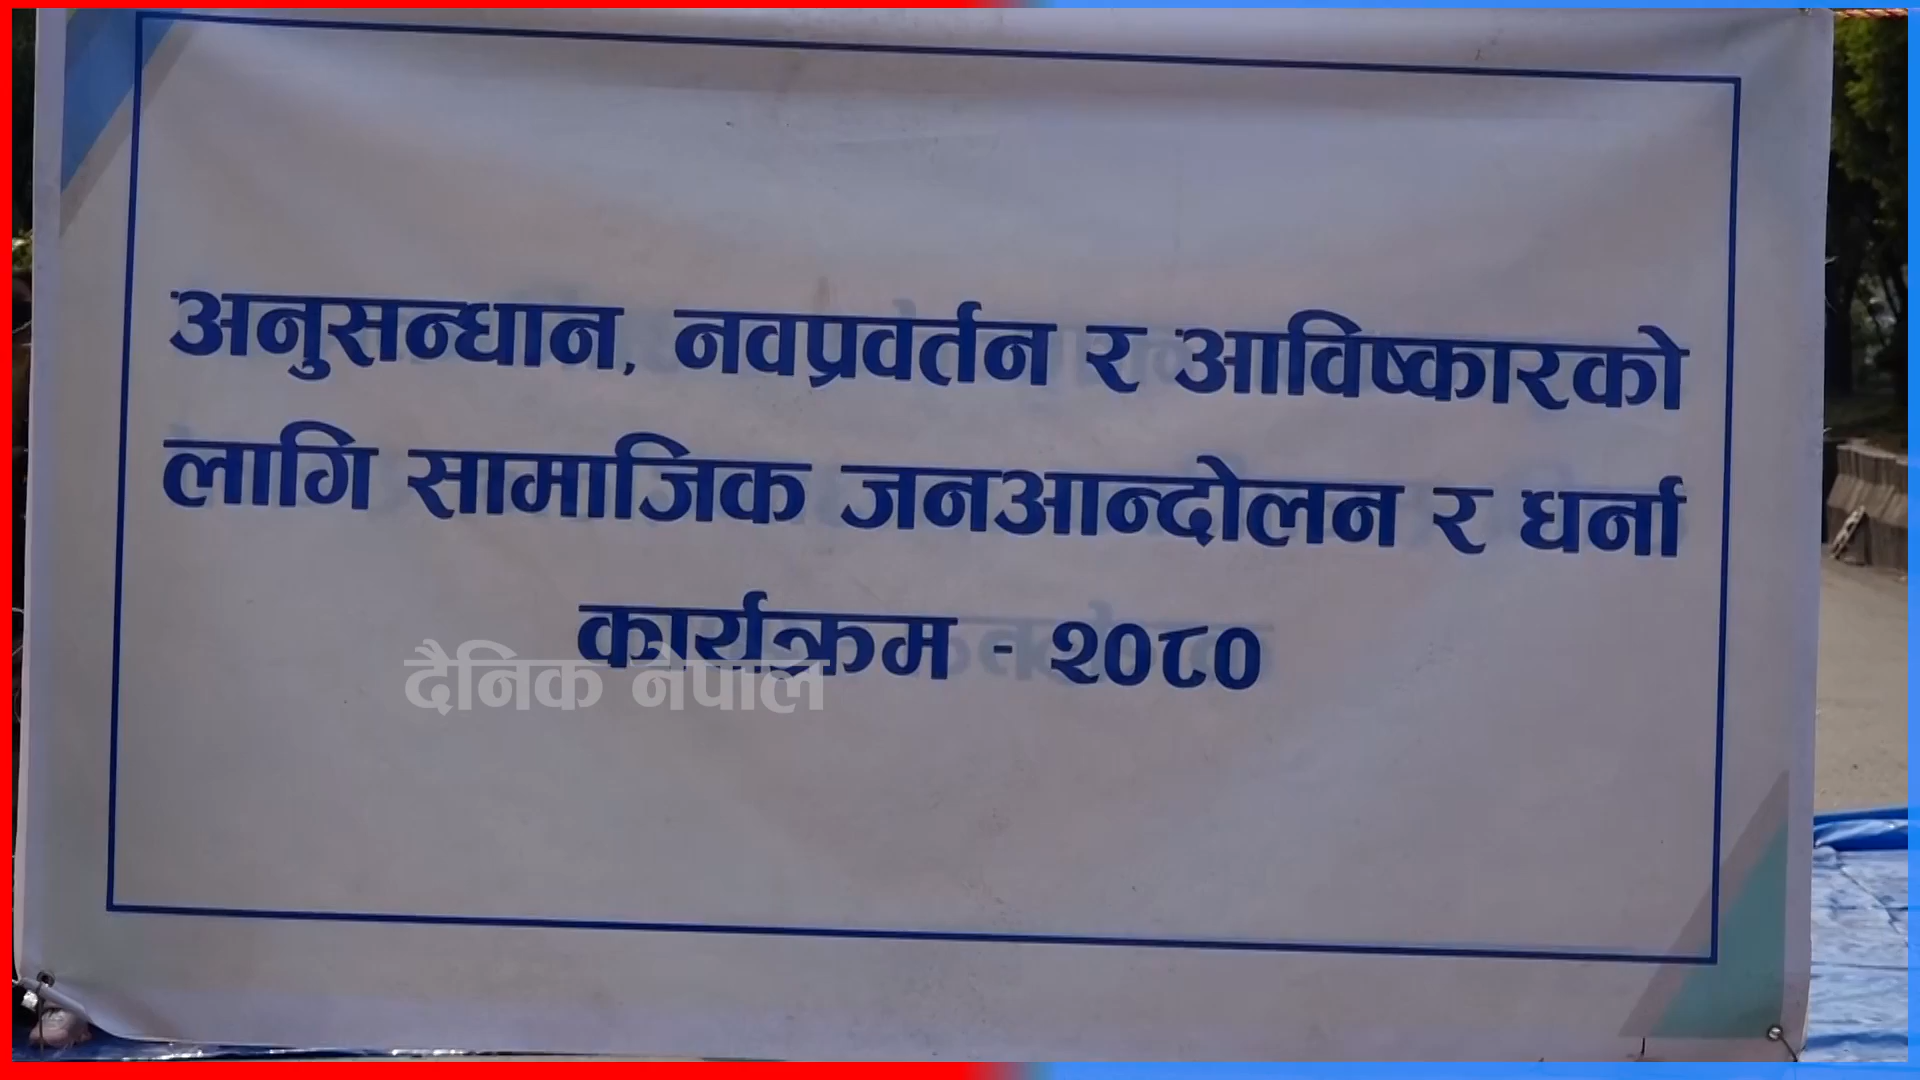 अनुसन्धान, नवप्रवर्तन र आविष्कारको
लागि सामाजिक जनआन्दोलन र धर्ना
कार्यक्रम - २०८०
दैनिक नेपाल